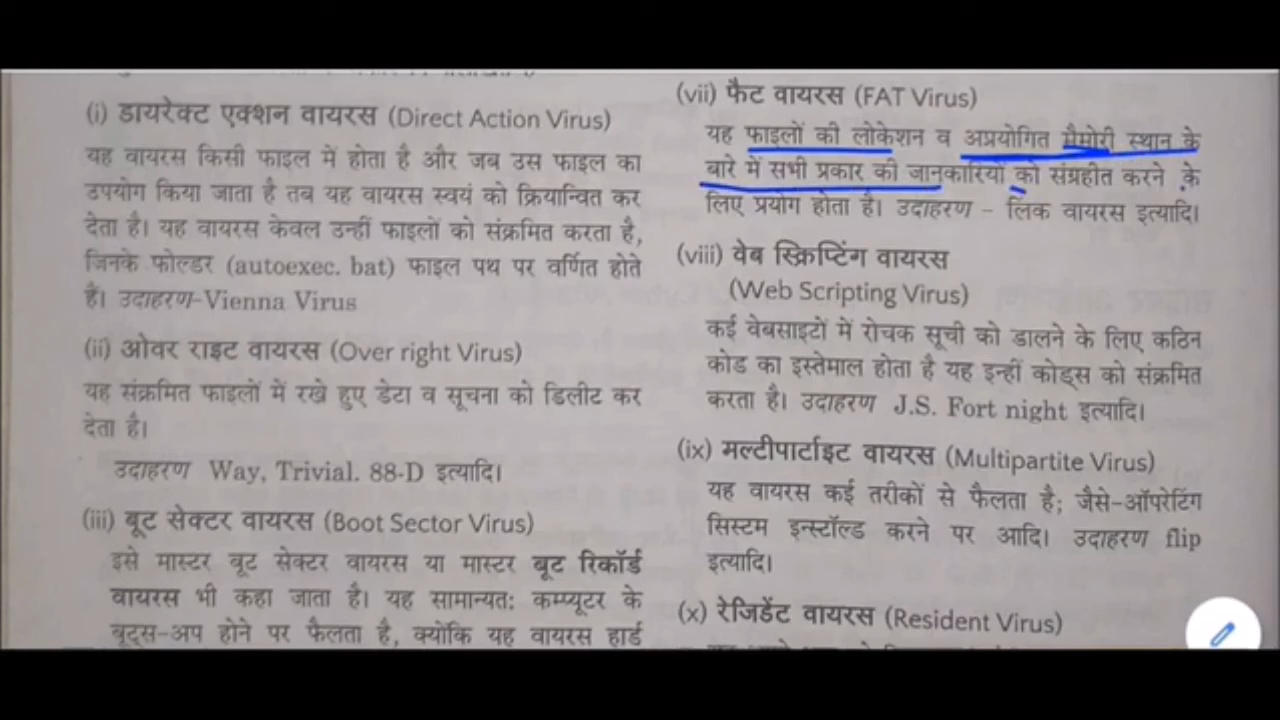 (i) डायरेक्ट एक्शन वायरस (Direct Action Virus)
यह वायरस किसी फाइल में होता है और जब उस फाइल का
उपयोग किया जाता है तब यह वायरस स्वयं को क्रियान्वित कर
देता है। यह वायरस केवल उन्हीं फाइलों को संक्रमित करता है,
जिनके फोल्डर (autoexec. bat) फाइल पथ पर वर्णित होते
हैं। उदाहरण-Vienna Virus
(ii) ओवर राइट वायरस (Over right Virus)
यह संक्रमित फाइलों में रखे हुए डेटा व सूचना को डिलीट कर
देता है।
उदाहरण Way, Trivial. 88-D इत्यादि।
(iii) बूट सेक्टर वायरस (Boot Sector Virus)
इसे मास्टर बूट सेक्टर वायरस या मास्टर बूट रिकॉर्ड
वायरस भी कहा जाता है। यह सामान्यत: कम्प्यूटर के
बूट्स-अप होने पर फैलता है, क्योंकि यह वायरस हार्ड
(vii) फैट वायरस (FAT Virus)
यह फाइलों की लोकेशन व अप्रयोगित मैमोरी स्थान के
बारे में सभी प्रकार की जानकारियों को संग्रहीत करने के
लिए प्रयोग होता है। उदाहरण - लिंक वायरस इत्यादि।
(viii) वेब स्क्रिप्टिंग वायरस
(Web Scripting Virus)
कई वेबसाइटों में रोचक सूची को डालने के लिए कठिन
कोड का इस्तेमाल होता है यह इन्हीं कोड्स को संक्रमित
करता है। उदाहरण J.S. Fort night इत्यादि।
(ix) मल्टीपार्टाइट वायरस (Multipartite Virus)
यह वायरस कई तरीकों से फैलता है; जैसे-ऑपरेटिंग
सिस्टम इन्स्टॉल्ड करने पर आदि। उदाहरण flip
इत्यादि।
(x) रेजिडेंट वायरस (Resident Virus)